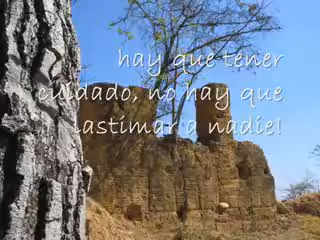 hay que tener
cuidado, no hay que
lastimar a nadie!